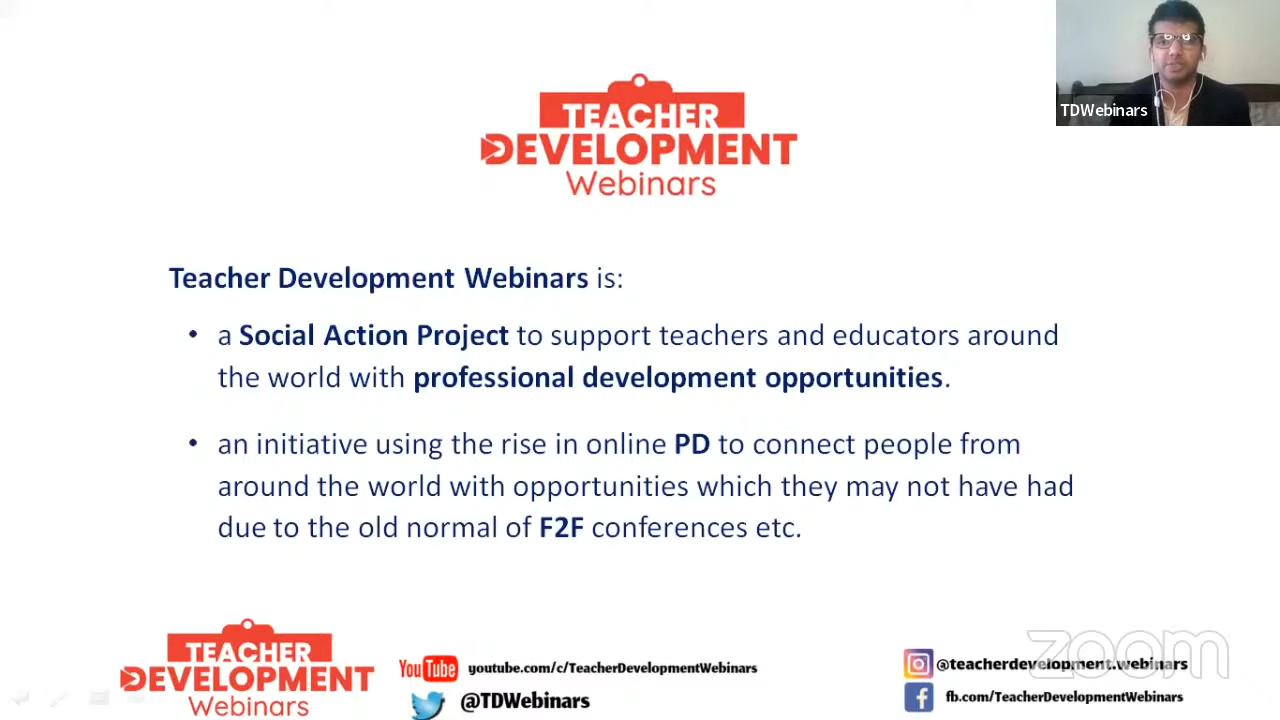 TEACHER
DEVELOPMENT
Webinars
TDWebinars
Teacher Development Webinars is:
• a Social Action Project to support teachers and educators around
the world with professional development opportunities.
• an initiative using the rise in online PD to connect people from
around the world with opportunities which they may not have had
due to the old normal of F2F conferences etc.
TEACHER
DEVELOPMENT
Webinars
YouTube youtube.com/c/TeacherDevelopmentWebinars
@TDWebinars
zoom
@teacherdevelopment.webinars
fb.com/TeacherDevelopmentWebinars